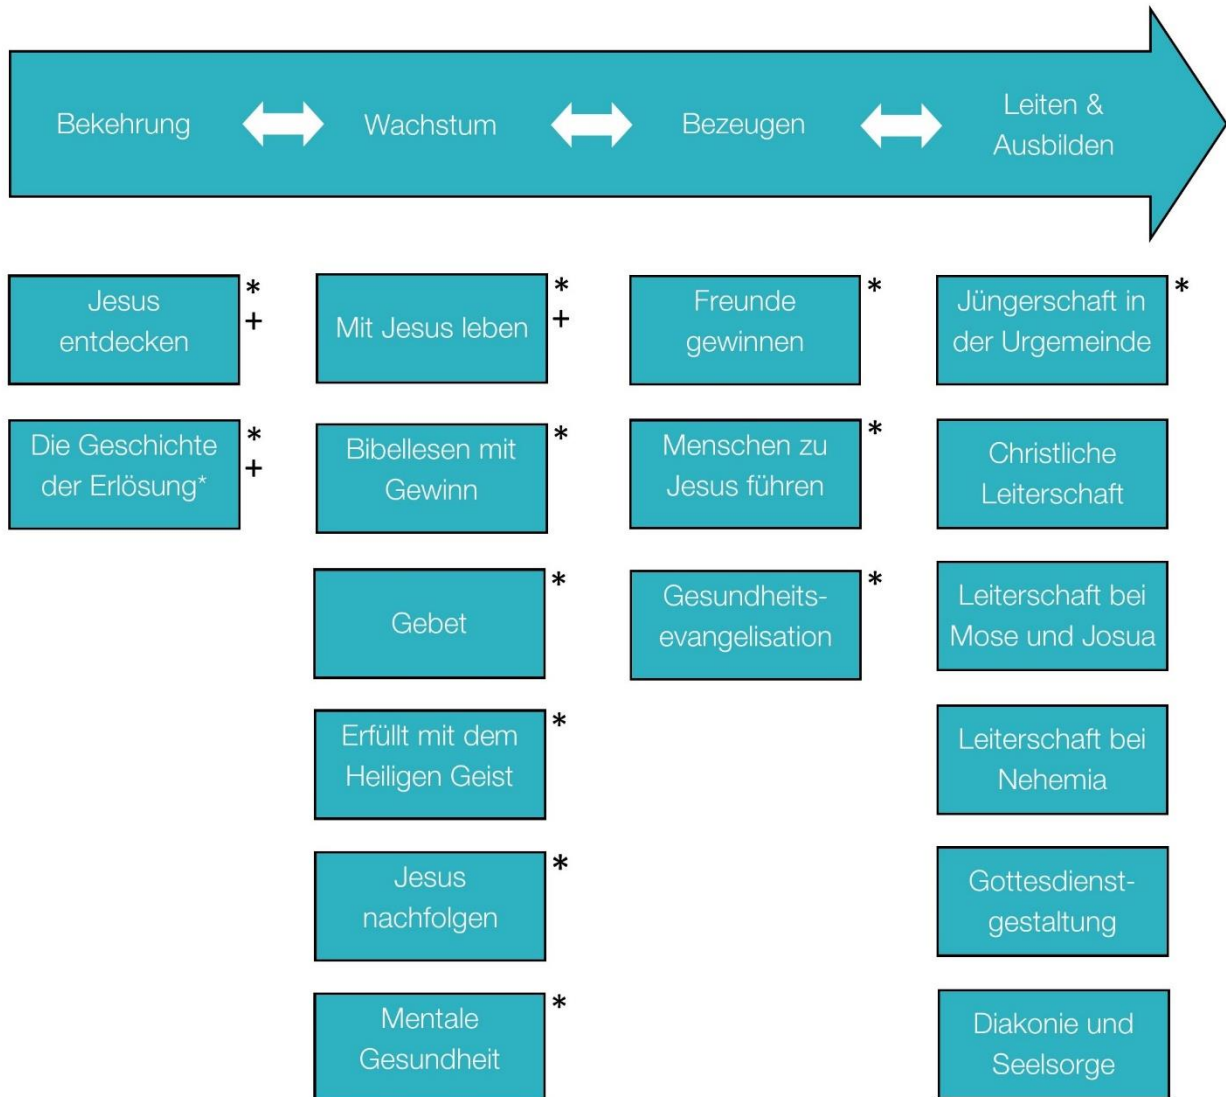 Bekehrung
Wachstum
Bezeugen
Leiten &
Ausbilden
Jesus
entdecken
*
+
Die Geschichte
der Erlösung*
*
+
Mit Jesus leben
*
+
Bibellesen mit
Gewinn
*
Gebet
*
Erfüllt mit dem
Heiligen Geist
*
Jesus
nachfolgen
*
Mentale
Gesundheit
*
Freunde
gewinnen
*
Menschen zu
Jesus führen
*
Gesundheits-
evangelisation
*
Jüngerschaft in
der Urgemeinde
*
Christliche
Leiterschaft
Leiterschaft bei
Mose und Josua
Leiterschaft bei
Nehemia
Gottesdienst-
gestaltung
Diakonie und
Seelsorge